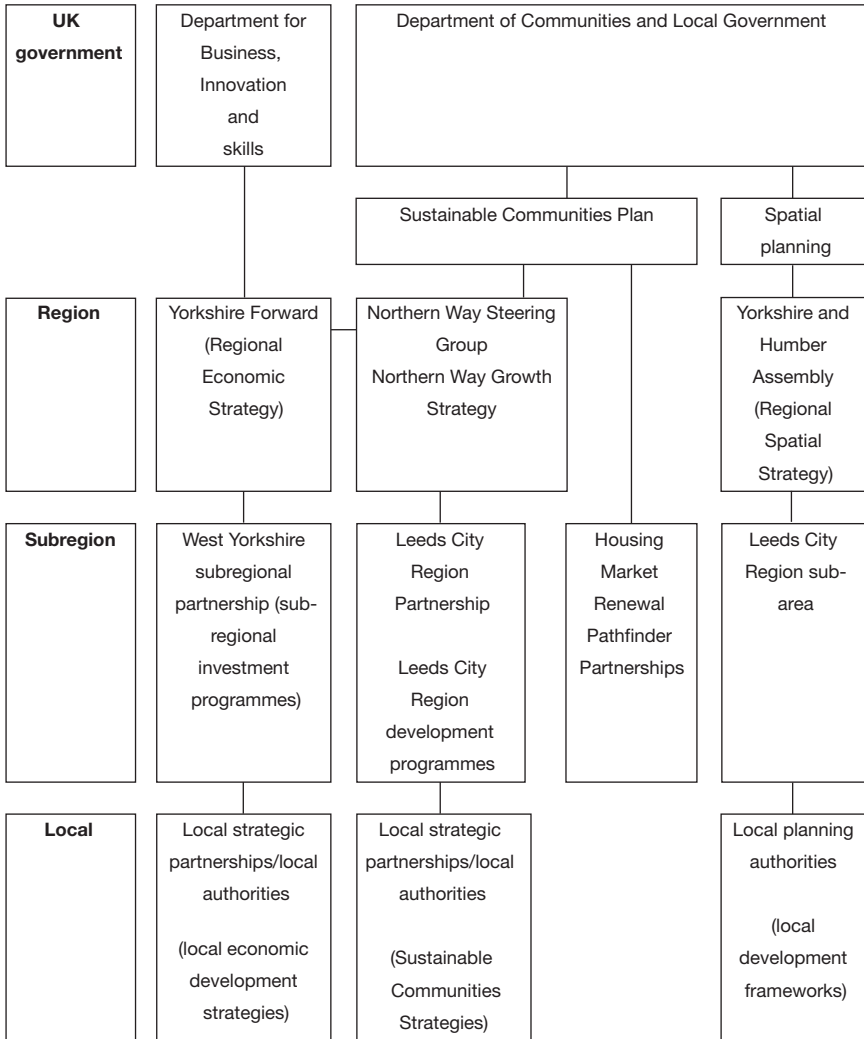 UK
government
Department for
Business,
Innovation
and
skills
Department of Communities and Local Government
Sustainable Communities Plan
Spatial
planning
Region
Yorkshire Forward
(Regional
Economic
Strategy)
Northern Way Steering
Group
Northern Way Growth
Strategy
Yorkshire and
Humber
Assembly
(Regional
Spatial
Strategy)
Subregion
West Yorkshire
subregional
partnership (sub-
regional
investment
programmes)
Leeds City
Region
Partnership
Leeds City
Region
development
programmes
Housing
Market
Renewal
Pathfinder
Partnerships
Leeds City
Region sub-
area
Local
Local strategic
partnerships/local
authorities
(local economic
development
strategies)
Local strategic
partnerships/local
authorities
(Sustainable
Communities
Strategies)
Local planning
authorities
(local
development
frameworks)